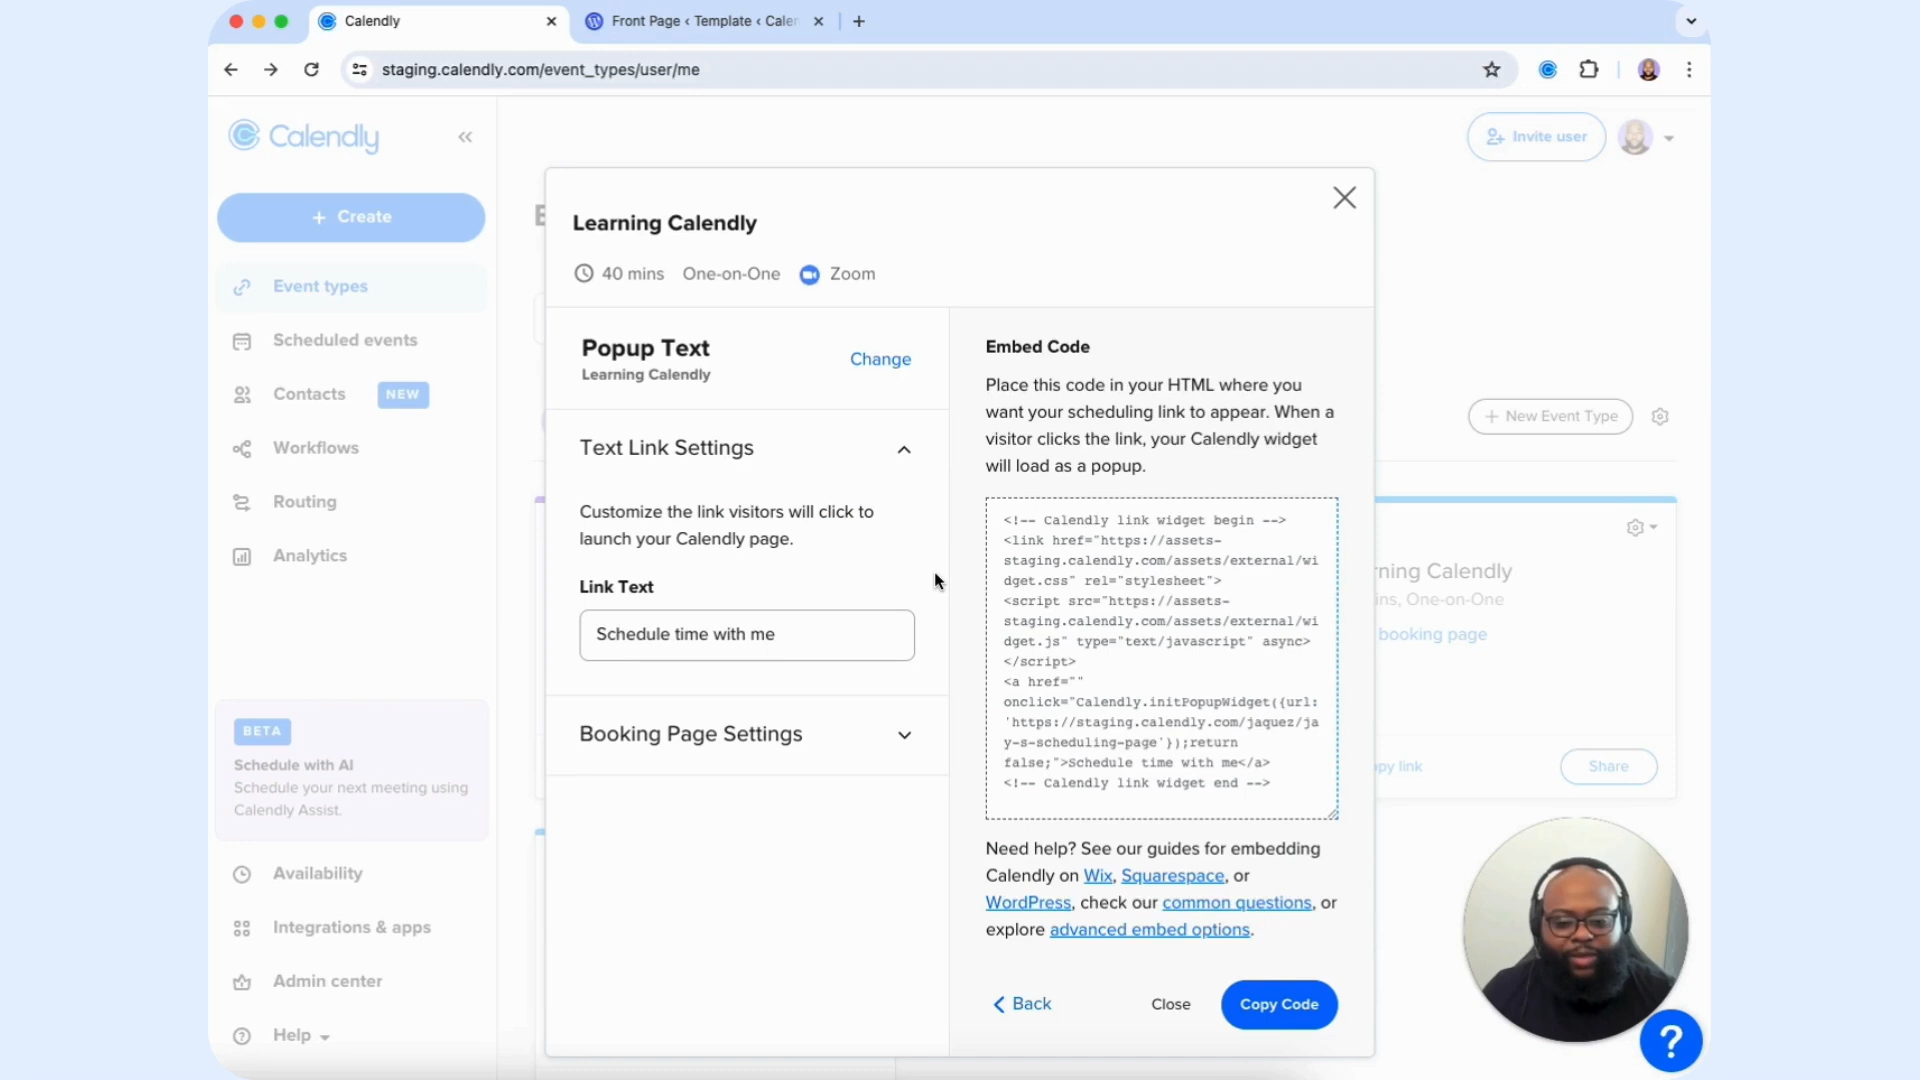 Calendly
Front Page ‹ Template ‹ Calen
staging.calendly.com/event_types/user/me
Calendly
Invite user
+ Create
Event types
Scheduled events
Contacts NEW
Workflows
Routing
Analytics
BETA
Schedule with AI
Schedule your next meeting using
Calendly Assist.
Availability
Integrations & apps
Admin center
Help
Learning Calendly
40 mins One-on-One Zoom
Popup Text
Learning Calendly
Change
Text Link Settings
Customize the link visitors will click to
launch your Calendly page.
Link Text
Schedule time with me
Booking Page Settings
Embed Code
Place this code in your HTML where you
want your scheduling link to appear. When a
visitor clicks the link, your Calendly widget
will load as a popup.
<!-- Calendly link widget begin -->
<link href="https://assets-
staging.calendly.com/assets/external/wi
dget.css" rel="stylesheet">
<script src="https://assets-
staging.calendly.com/assets/external/wi
dget.js" type="text/javascript" async>
</script>
<a href=""
onclick="Calendly.initPopupWidget({url:
'https://staging.calendly.com/jaquez/ja
y-s-scheduling-page'});return
false;">Schedule time with me</a>
<!-- Calendly link widget end -->
Need help? See our guides for embedding
Calendly on Wix, Squarespace, or
WordPress, check our common questions, or
explore advanced embed options.
Back
Close
Copy Code
+ New Event Type
rning Calendly
ins, One-on-One
booking page
py link
Share
?